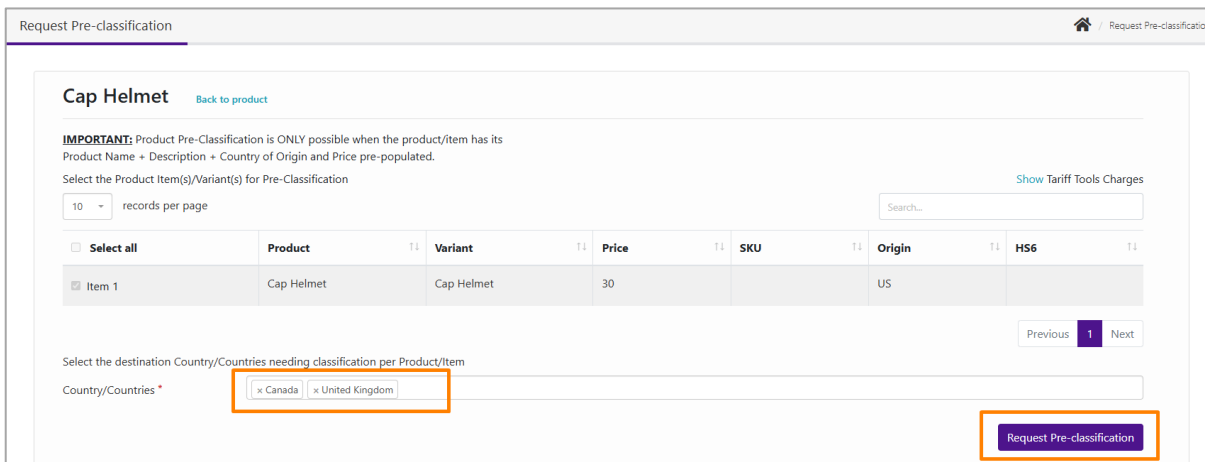 Request Pre-classification
/ Request Pre-classificatio
Cap Helmet Back to product
IMPORTANT: Product Pre-Classification is ONLY possible when the product/item has its
Product Name + Description + Country of Origin and Price pre-populated.
Select the Product Item(s)/Variant(s) for Pre-Classification
Show Tariff Tools Charges
10 records per page
Search...
Select all Product Variant Price SKU Origin HS6
Item 1 Cap Helmet Cap Helmet 30 US
Previous 1 Next
Select the destination Country/Countries needing classification per Product/Item
Country/Countries * × Canada × United Kingdom
Request Pre-classification